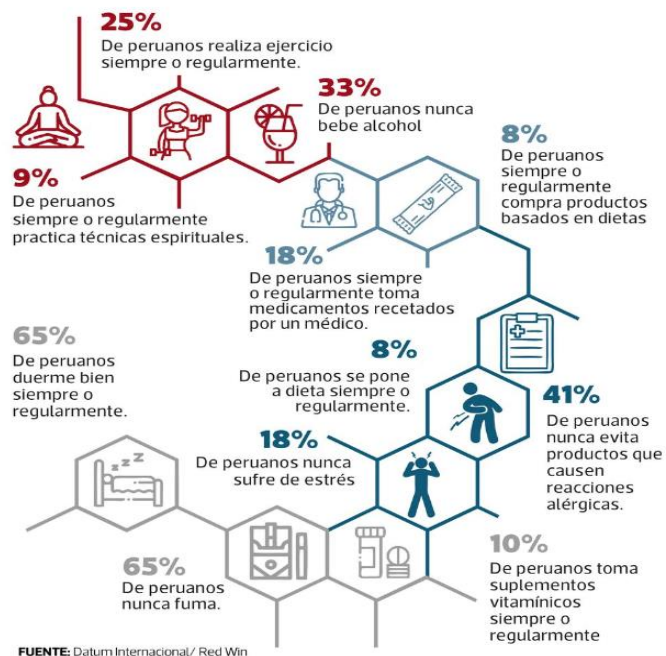 25%
De peruanos realiza ejercicio
siempre o regularmente.
33%
De peruanos nunca
bebe alcohol
8%
De peruanos
siempre o
regularmente
compra productos
basados en dietas
9%
De peruanos
siempre o regularmente
practica técnicas espirituales.
18%
De peruanos siempre
o regularmente toma
medicamentos recetados
por un médico.
65%
De peruanos
duerme bien
siempre o
regularmente.
8%
De peruanos se pone
a dieta siempre o
regularmente.
41%
De peruanos
nunca evita
productos que
causen
reacciones
alérgicas.
18%
De peruanos nunca
sufre de estrés
z z Z
65%
De peruanos
nunca fuma.
10%
De peruanos toma
suplementos
vitamínicos
siempre o
regularmente
FUENTE: Datum Internacional/ Red Win